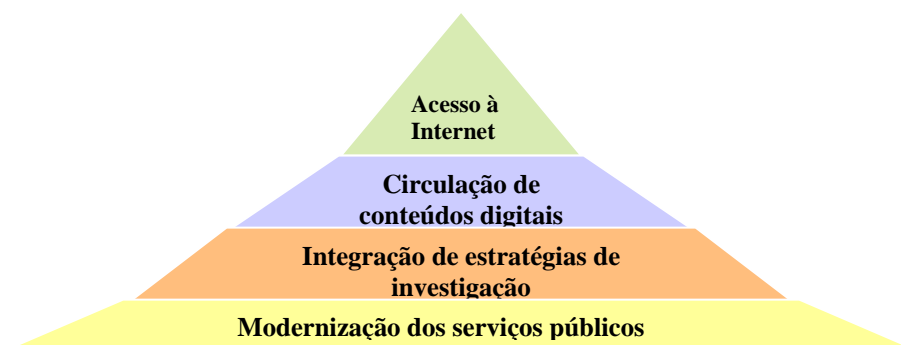 Acesso à
Internet
Circulação de
conteúdos digitais
Integração de estratégias de
investigação
Modernização dos serviços públicos